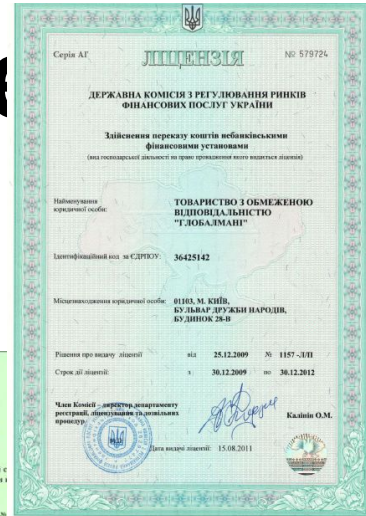 Серія АГ
ЛІЦЕНЗІЯ
№ 579724
ДЕРЖАВНА КОМІСІЯ З РЕГУЛЮВАННЯ РИНКІВ
ФІНАНСОВИХ ПОСЛУГ УКРАЇНИ
Здійснення переказу коштів небанківськими
фінансовими установами
(вид господарської діяльності на право провадження якого видається ліцензія)
Найменування
юридичної особи:
ТОВАРИСТВО З ОБМЕЖЕНОЮ
ВІДПОВІДАЛЬНІСТЮ
"ГЛОБАЛМАНІ"
Ідентифікаційний код за ЄДРПОУ: 36425142
Місцезнаходження юридичної особи: 01103, М. КИЇВ,
БУЛЬВАР ДРУЖБИ НАРОДІВ,
БУДИНОК 28-В
Рішення про видачу ліцензії від 25.12.2009 № 1157 -Л/П
Строк дії ліцензії: з 30.12.2009 по 30.12.2012
Член Комісії – директор департаменту
реєстрації, ліцензування та дозвільних
процедур
Калінін О.М.
Дата видачі ліцензії: 15.08.2011